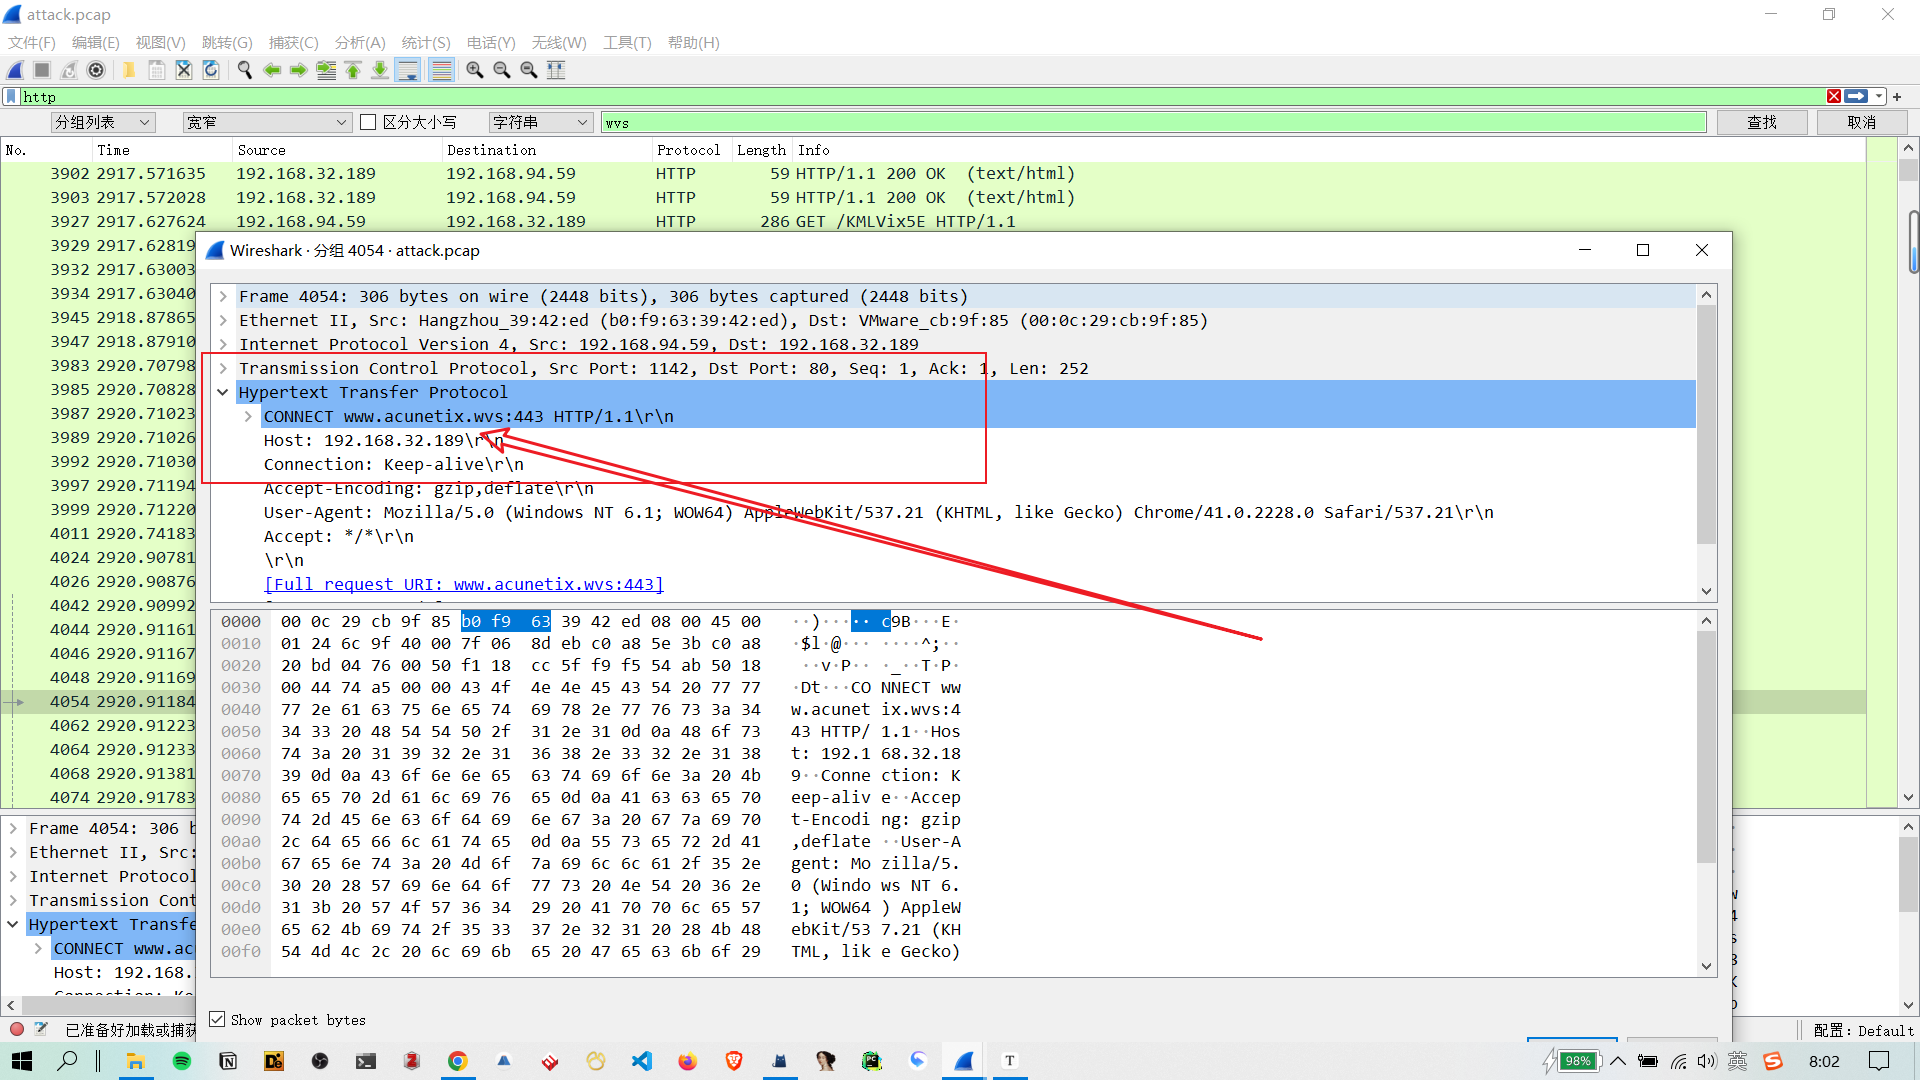 attack.pcap
文件(F) 编辑(E) 视图(V) 跳转(G) 捕获(C) 分析(A) 统计(S) 电话(Y) 无线(W) 工具(T) 帮助(H)
http
分组列表 宽窄 区分大小写 字符串 wvs 查找 取消
No. Time Source Destination Protocol Length Info
3902 2917.571635 192.168.32.189 192.168.94.59 HTTP 59 HTTP/1.1 200 OK (text/html)
3903 2917.572028 192.168.32.189 192.168.94.59 HTTP 59 HTTP/1.1 200 OK (text/html)
3927 2917.627624 192.168.94.59 192.168.32.189 HTTP 286 GET /KMLVix5E HTTP/1.1
3929 2917.62819
3932 2917.63003
3934 2917.63040
3945 2918.87865
3947 2918.87910
3983 2920.70798
3985 2920.70828
3987 2920.71023
3989 2920.71026
3992 2920.71030
3997 2920.71194
3999 2920.71220
4011 2920.74183
4024 2920.90781
4026 2920.90876
4042 2920.90992
4044 2920.91161
4046 2920.91167
4048 2920.91169
4054 2920.91184
4062 2920.91223
4064 2920.91233
4068 2920.91381
4074 2920.91783
Wireshark · 分组 4054 · attack.pcap
Frame 4054: 306 bytes on wire (2448 bits), 306 bytes captured (2448 bits)
Ethernet II, Src: Hangzhou_39:42:ed (b0:f9:63:39:42:ed), Dst: VMware_cb:9f:85 (00:0c:29:cb:9f:85)
Internet Protocol Version 4, Src: 192.168.94.59, Dst: 192.168.32.189
Transmission Control Protocol, Src Port: 1142, Dst Port: 80, Seq: 1, Ack: 1, Len: 252
Hypertext Transfer Protocol
CONNECT www.acunetix.wvs:443 HTTP/1.1\r\n
Host: 192.168.32.189\r\n
Connection: Keep-alive\r\n
Accept-Encoding: gzip,deflate\r\n
User-Agent: Mozilla/5.0 (Windows NT 6.1; WOW64) AppleWebKit/537.21 (KHTML, like Gecko) Chrome/41.0.2228.0 Safari/537.21\r\n
Accept: */*\r\n
\r\n
[Full request URI: www.acunetix.wvs:443]
0000 00 0c 29 cb 9f 85 b0 f9 63 39 42 ed 08 00 45 00 ··)····· c9B···E·
0010 01 24 6c 9f 40 00 7f 06 8d eb c0 a8 5e 3b c0 a8 ·$l·@··· ····^;··
0020 20 bd 04 76 00 50 f1 18 cc 5f f9 f5 54 ab 50 18 ··v·P·· ·_··T·P·
0030 00 44 74 a5 00 00 43 4f 4e 4e 45 43 54 20 77 77 ·Dt···CO NNECT ww
0040 77 2e 61 63 75 6e 65 74 69 78 2e 77 76 73 3a 34 w.acunet ix.wvs:4
0050 34 33 20 48 54 54 50 2f 31 2e 31 0d 0a 48 6f 73 43 HTTP/ 1.1··Hos
0060 74 3a 20 31 39 32 2e 31 36 38 2e 33 32 2e 31 38 t: 192.1 68.32.18
0070 39 0d 0a 43 6f 6e 6e 65 63 74 69 6f 6e 3a 20 4b 9··Conne ction: K
0080 65 65 70 2d 61 6c 69 76 65 0d 0a 41 63 63 65 70 eep-aliv e··Accep
0090 74 2d 45 6e 63 6f 64 69 6e 67 3a 20 67 7a 69 70 t-Encodi ng: gzip
00a0 2c 64 65 66 6c 61 74 65 0d 0a 55 73 65 72 2d 41 ,deflate ··User-A
00b0 67 65 6e 74 3a 20 4d 6f 7a 69 6c 6c 61 2f 35 2e gent: Mo zilla/5.
00c0 30 20 28 57 69 6e 64 6f 77 73 20 4e 54 20 36 2e 0 (Windo ws NT 6.
00d0 31 3b 20 57 4f 57 36 34 29 20 41 70 70 6c 65 57 1; WOW64 ) AppleW
00e0 65 62 4b 69 74 2f 35 33 37 2e 32 31 20 28 4b 48 ebKit/53 7.21 (KH
00f0 54 4d 4c 2c 20 6c 69 6b 65 20 47 65 63 6b 6f 29 TML, lik e Gecko)
Show packet bytes
Frame 4054: 306 b
Ethernet II, Src:
Internet Protocol
Transmission Cont
Hypertext Transfe
CONNECT www.ac
Host: 192.168.
已准备好加载或捕获 配置: Default
98% 英 8:02